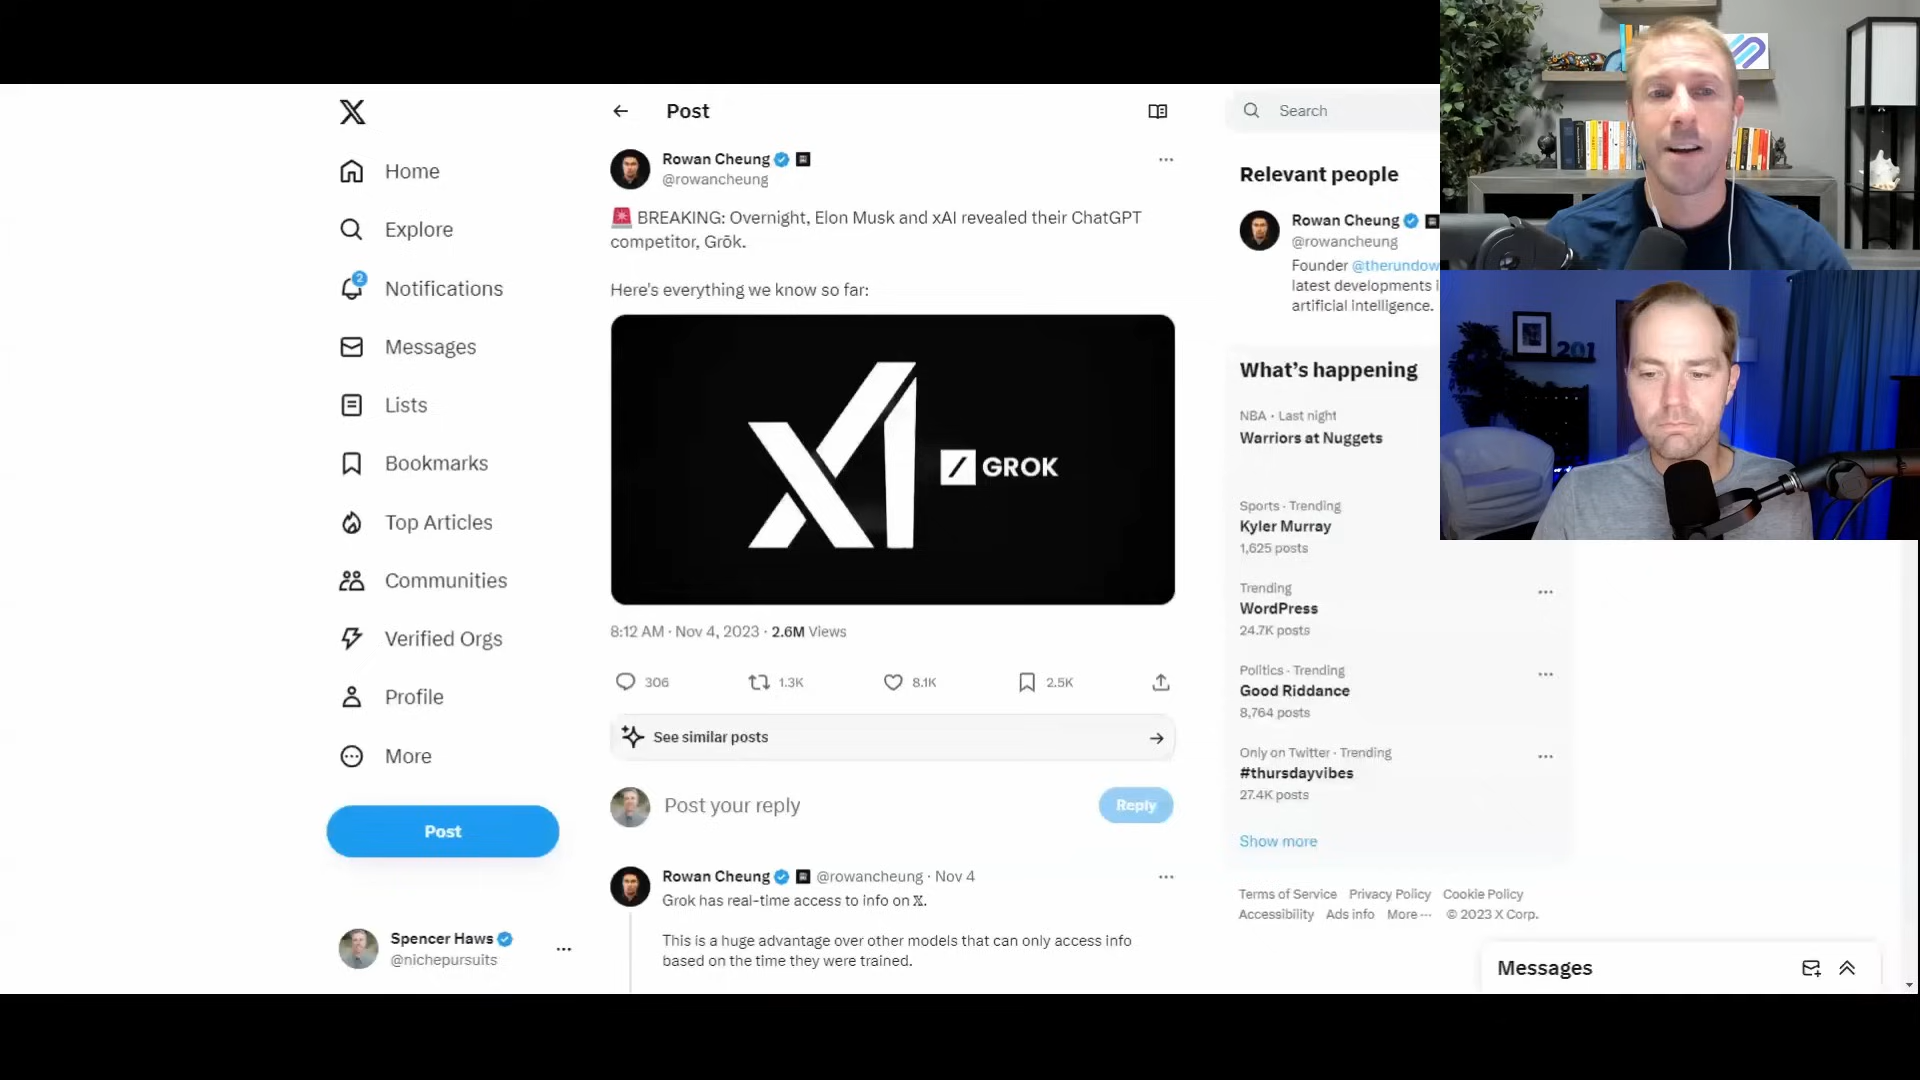 Home
Explore
2
Notifications
Messages
Lists
Bookmarks
Top Articles
Communities
Verified Orgs
Profile
More
Post
Spencer Haws
@nichepursuits
Post
Rowan Cheung
@rowancheung
BREAKING: Overnight, Elon Musk and xAI revealed their ChatGPT
competitor, Grōk.
Here's everything we know so far:
xAI
GROK
8:12 AM · Nov 4, 2023 · 2.6M Views
306 1.3K 8.1K 2.5K
See similar posts
Post your reply
Reply
Rowan Cheung @rowancheung · Nov 4
Grok has real-time access to info on 𝕏.
This is a huge advantage over other models that can only access info
based on the time they were trained.
Search
Relevant people
Rowan Cheung
@rowancheung
Founder @therundow
latest developments i
artificial intelligence.
What's happening
NBA · Last night
Warriors at Nuggets
Sports · Trending
Kyler Murray
1,625 posts
Trending
WordPress
24.7K posts
Politics · Trending
Good Riddance
8,764 posts
Only on Twitter · Trending
#thursdayvibes
27.4K posts
Show more
Terms of Service Privacy Policy Cookie Policy
Accessibility Ads info More ··· © 2023 X Corp.
Messages
201